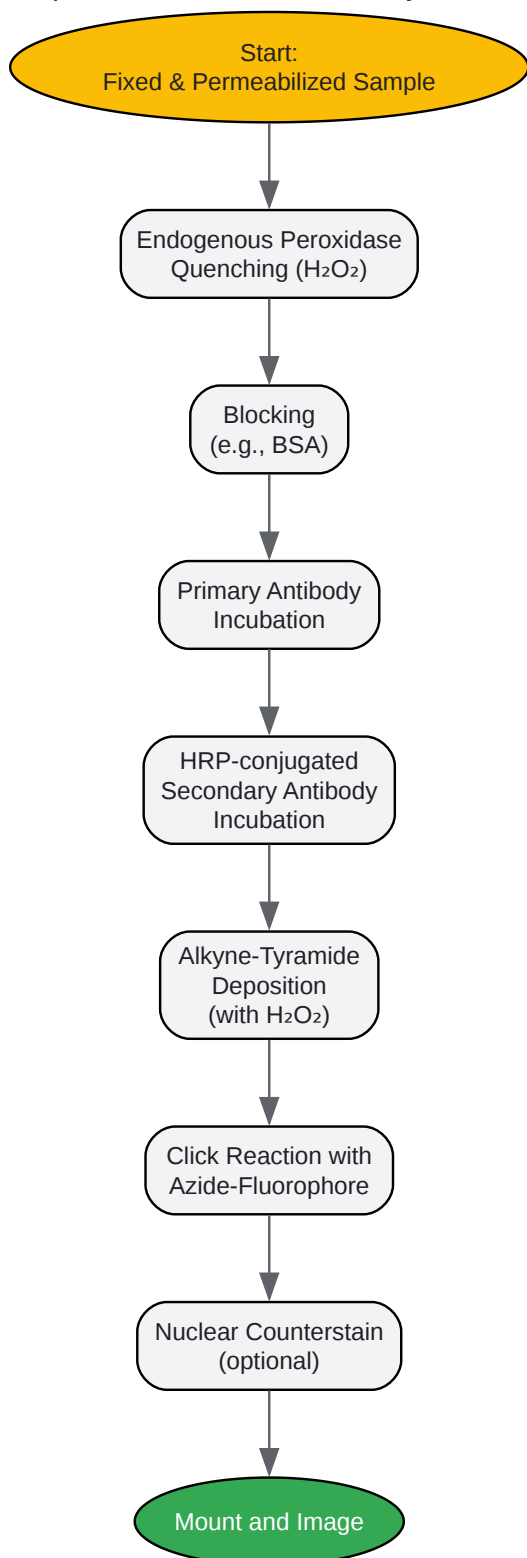 Start:
Fixed & Permeabilized Sample
Endogenous Peroxidase
Quenching (H₂O₂)
Blocking
(e.g., BSA)
Primary Antibody
Incubation
HRP-conjugated
Secondary Antibody
Incubation
Alkyne-Tyramide
Deposition
(with H₂O₂)
Click Reaction with
Azide-Fluorophore
Nuclear Counterstain
(optional)
Mount and Image